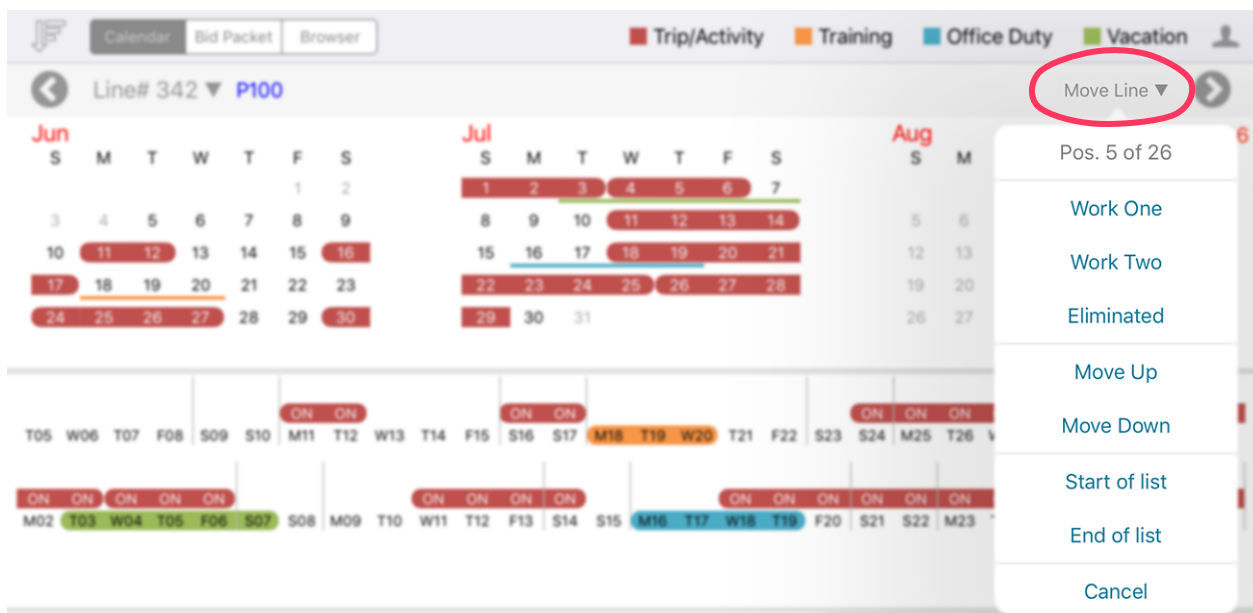 Calendar Bid Packet Browser Trip/Activity Training Office Duty Vacation
Line# 342 ▼ P100 Move Line ▼
Jun Jul Aug 6
S M T W T F S S M T W T F S S M Pos. 5 of 26
1 2 1 2 3 4 5 6 7
Work One
3 4 5 6 7 8 9 8 9 10 11 12 13 14 5 6
10 11 12 13 14 15 16 15 16 17 18 19 20 21 12 13 Work Two
17 18 19 20 21 22 23 22 23 24 25 26 27 28 19 20
24 25 26 27 28 29 30 29 30 31 26 27 Eliminated
Move Up
ON ON ON ON ON ON ON
T05 W06 T07 F08 S09 S10 M11 T12 W13 T14 F15 S16 S17 M18 T19 W20 T21 F22 S23 S24 M25 T26 Move Down
Start of list
ON ON ON ON ON ON ON ON ON ON ON ON ON ON ON
M02 T03 W04 T05 F06 S07 S08 M09 T10 W11 T12 F13 S14 S15 M16 T17 W18 T19 F20 S21 S22 M23
End of list
Cancel